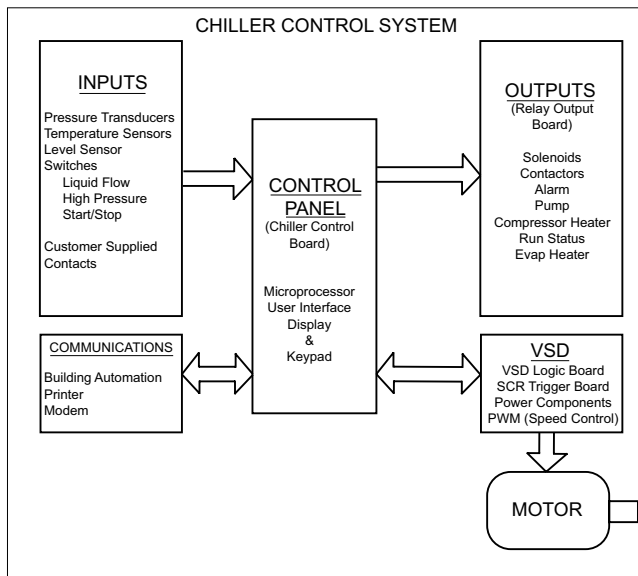 CHILLER CONTROL SYSTEM
INPUTS
Pressure Transducers
Temperature Sensors
Level Sensor
Switches
Liquid Flow
High Pressure
Start/Stop
Customer Supplied
Contacts
COMMUNICATIONS
Building Automation
Printer
Modem
CONTROL
PANEL
(Chiller Control
Board)
Microprocessor
User Interface
Display
&
Keypad
OUTPUTS
(Relay Output
Board)
Solenoids
Contactors
Alarm
Pump
Compressor Heater
Run Status
Evap Heater
VSD
VSD Logic Board
SCR Trigger Board
Power Components
PWM (Speed Control)
MOTOR